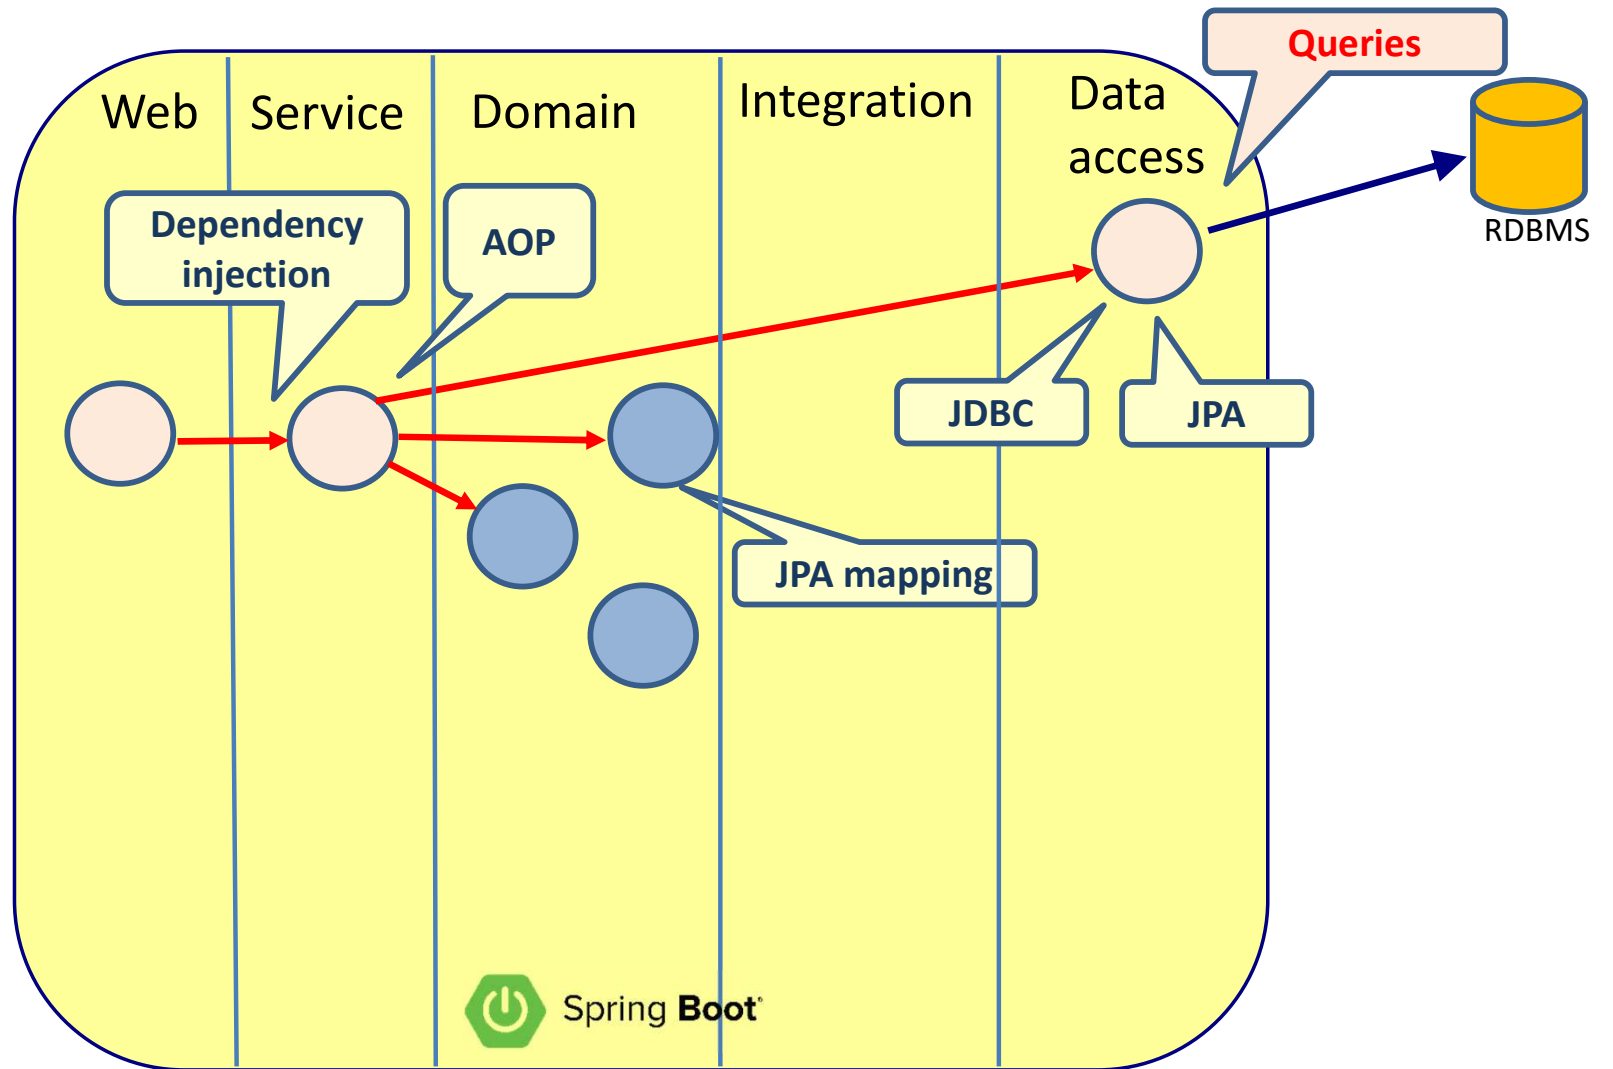 Queries
Web
Service
Domain
Integration
Data
access
RDBMS
Dependency
injection
AOP
JDBC
JPA
JPA mapping
Spring Boot